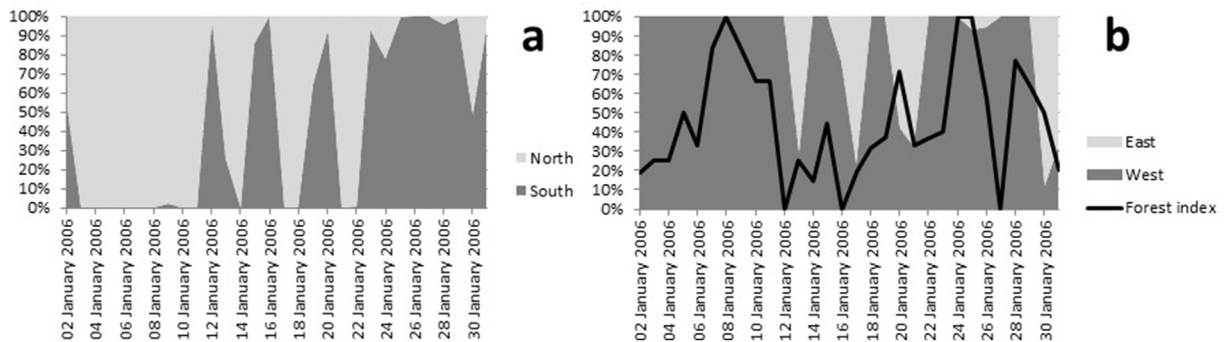 100%
90%
80%
70%
60%
50%
40%
30%
20%
10%
0%
02 January 2006
04 January 2006
06 January 2006
08 January 2006
10 January 2006
12 January 2006
14 January 2006
16 January 2006
18 January 2006
20 January 2006
22 January 2006
24 January 2006
26 January 2006
28 January 2006
30 January 2006
a
North
South
100%
90%
80%
70%
60%
50%
40%
30%
20%
10%
0%
02 January 2006
04 January 2006
06 January 2006
08 January 2006
10 January 2006
12 January 2006
14 January 2006
16 January 2006
18 January 2006
20 January 2006
22 January 2006
24 January 2006
26 January 2006
28 January 2006
30 January 2006
b
East
West
Forest index